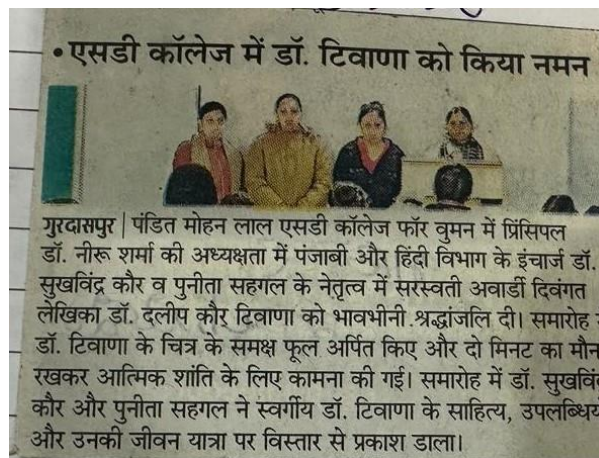 • एसडी कॉलेज में डॉ. टिवाणा को किया नमन
गुरदासपुर | पंडित मोहन लाल एसडी कॉलेज फॉर वुमन में प्रिंसिपल
डॉ. नीरू शर्मा की अध्यक्षता में पंजाबी और हिंदी विभाग के इंचार्ज डॉ.
सुखविंद्र कौर व पुनीता सहगल के नेतृत्व में सरस्वती अवार्डी दिवंगत
लेखिका डॉ. दलीप कौर टिवाणा को भावभीनी श्रद्धांजलि दी। समारोह
डॉ. टिवाणा के चित्र के समक्ष फूल अर्पित किए और दो मिनट का मौन
रखकर आत्मिक शांति के लिए कामना की गई। समारोह में डॉ.
कौर और पुनीता सहगल ने स्वर्गीय डॉ. टिवाणा के साहित्य,
और उनकी जीवन यात्रा पर विस्तार से प्रकाश डाला।